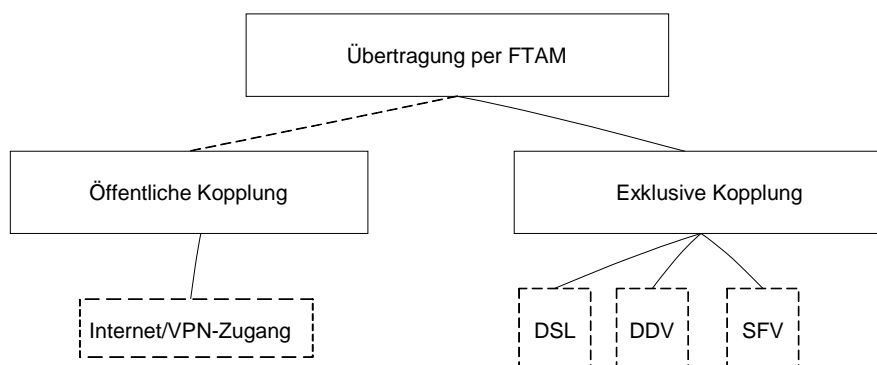 Übertragung per FTAM
Öffentliche Kopplung
Exklusive Kopplung
Internet/VPN-Zugang
DSL
DDV
SFV